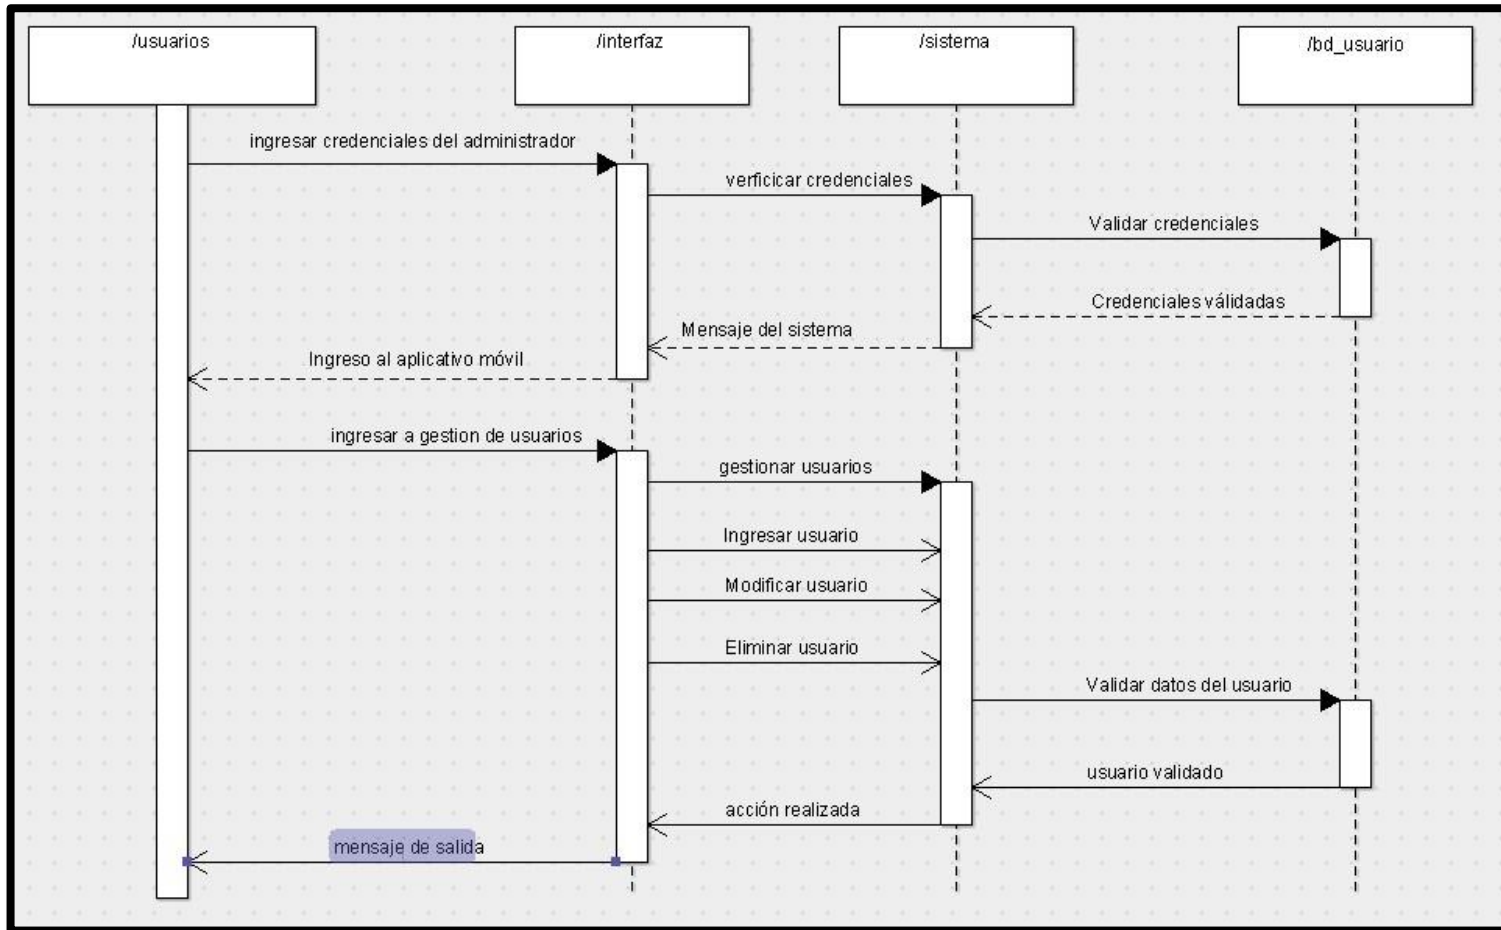 /usuarios
/interfaz
/sistema
/bd_usuario
ingresar credenciales del administrador
verficicar credenciales
Validar credenciales
Credenciales válidadas
Mensaje del sistema
Ingreso al aplicativo móvil
ingresar a gestion de usuarios
gestionar usuarios
Ingresar usuario
Modificar usuario
Eliminar usuario
Validar datos del usuario
usuario validado
acción realizada
mensaje de salida